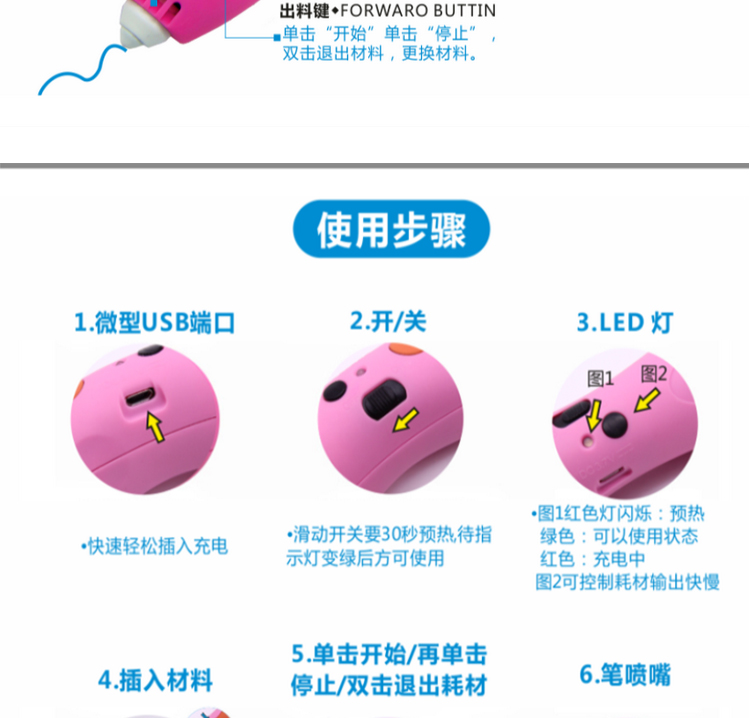 出料键◆FORWARO BUTTIN
单击“开始”单击“停止”，
双击退出材料，更换材料。
使用步骤
1.微型USB端口
2.开/关
3.LED 灯
图1
图2
•快速轻松插入充电
•滑动开关要30秒预热,待指
示灯变绿后方可使用
•图1红色灯闪烁：预热
绿色：可以使用状态
红色：充电中
图2可控制耗材输出快慢
4.插入材料
5.单击开始/再单击
停止/双击退出耗材
6.笔喷嘴